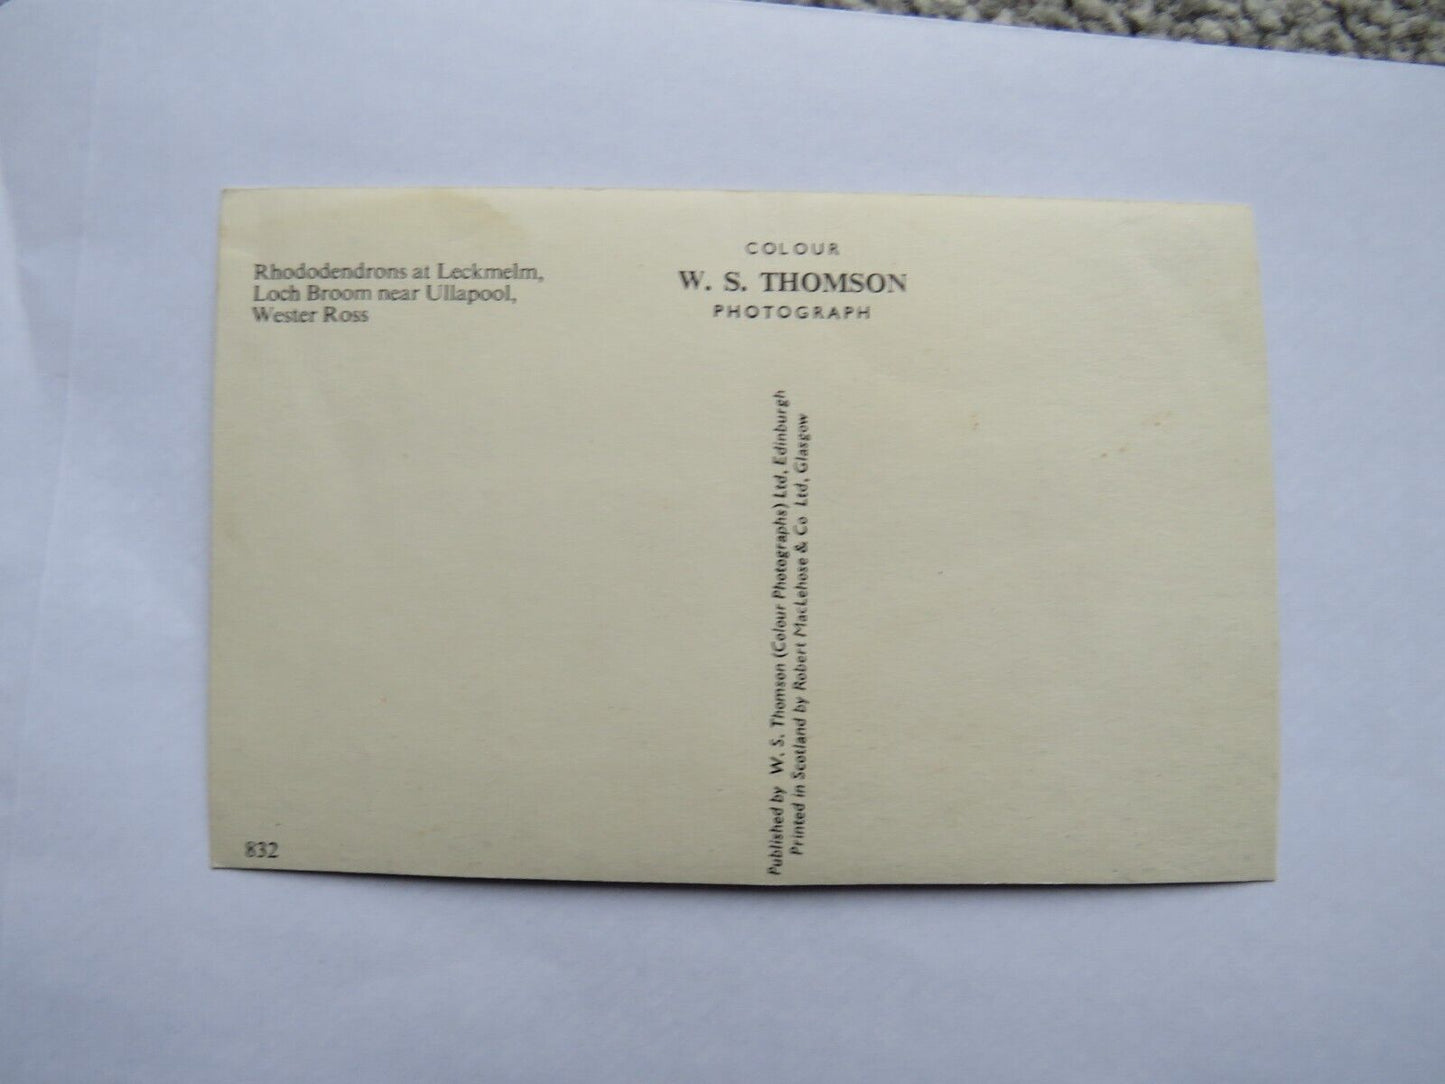 Rhododendrons at Leckmelm,
Loch Broom near Ullapool,
Wester Ross
COLOUR
W. S. THOMSON
PHOTOGRAPH
Published by W. S. Thomson (Colour Photographs) Ltd, Edinburgh
Printed in Scotland by Robert MacLehose & Co Ltd, Glasgow
832